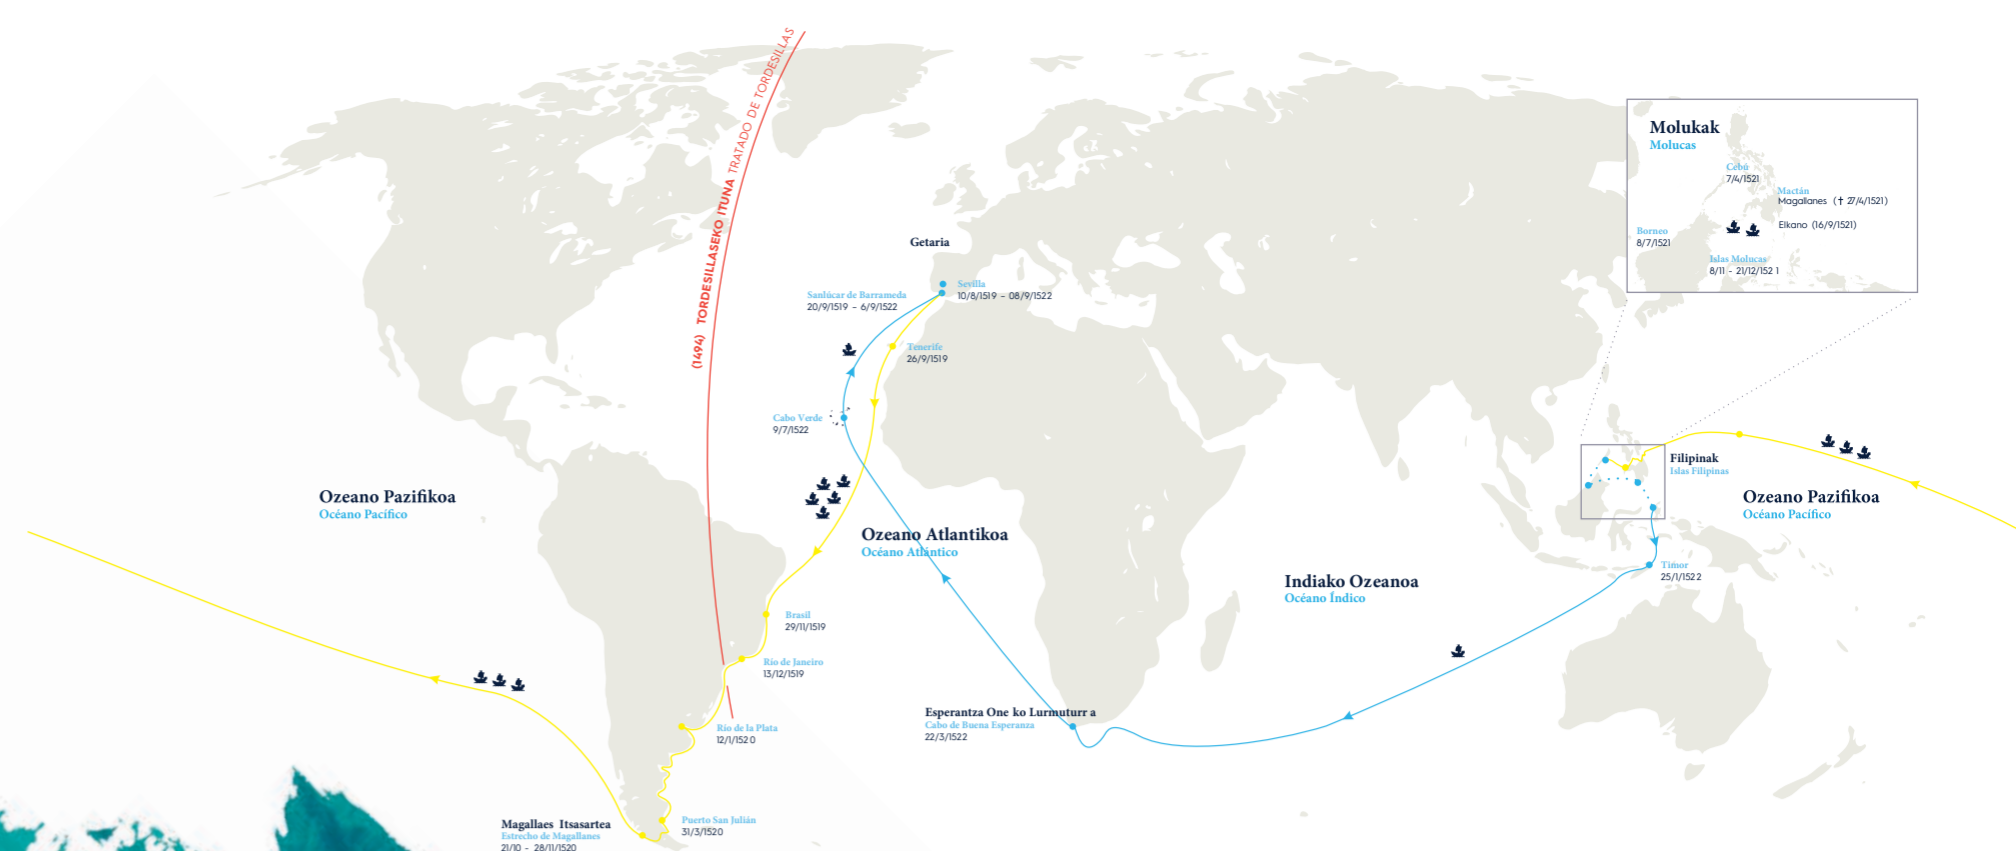 (1494) TORDESILLASEKO ITUNA TRATADO DE TORDESILLAS
Molukak
Molucas
Cebú
7/4/1521
Mactán
Magallanes (✝ 27/4/1521)
Elkano (16/9/1521)
Borneo
8/7/1521
Islas Molucas
8/11 - 21/12/152 1
Getaria
Sevilla
10/8/1519 - 08/9/1522
Sanlúcar de Barrameda
20/9/1519 - 6/9/1522
Tenerife
26/9/1519
Cabo Verde
9/7/1522
Filipinak
Islas Filipinas
Ozeano Pazifikoa
Océano Pacífico
Ozeano Pazifikoa
Océano Pacífico
Ozeano Atlantikoa
Océano Atlántico
Timor
25/1/1522
Indiako Ozeanoa
Océano Índico
Brasil
29/11/1519
Río de Janeiro
13/12/1519
Río de la Plata
12/1/152 0
Esperantza One ko Lurmuturr a
Cabo de Buena Esperanza
22/3/1522
Puerto San Julián
31/3/1520
Magallaes Itsasartea
Estrecho de Magallanes
21/10 - 28/11/1520